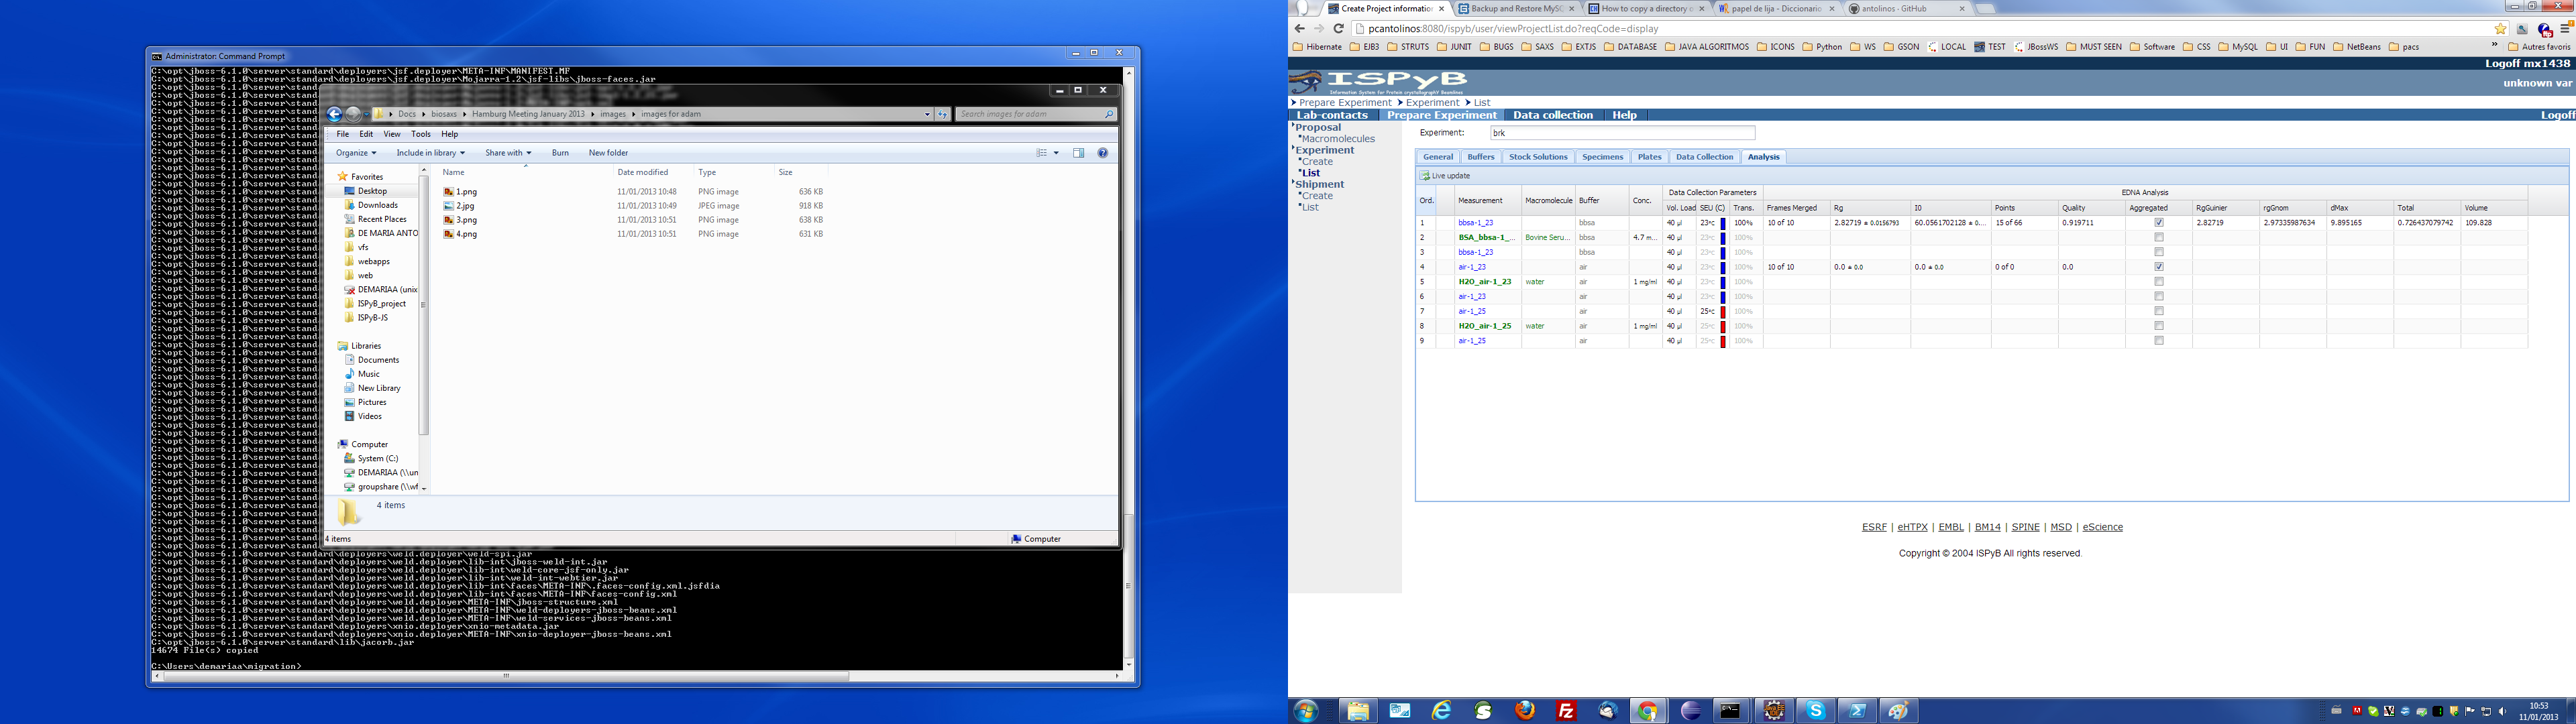 Administrator Command Prompt
C:\opt\jboss-6.1.0\server\standard\deployers\jsf.deployer\META-INF\MANIFEST.MF
C:\opt\jboss-6.1.0\server\standard\deployers\jsf.deployer\Mojarra-1.2\jsf-libs\jboss-faces.jar
Docs biosaxs Hamburg Meeting January 2013 images images for adam
Search images for adam
File Edit View Tools Help
Organize Include in library Share with Burn New folder
Name Date modified Type Size
1.png 11/01/2013 10:48 PNG image 636 KB
2.jpg 11/01/2013 10:49 JPEG image 918 KB
3.png 11/01/2013 10:51 PNG image 638 KB
4.png 11/01/2013 10:51 PNG image 631 KB
Favorites
Desktop
Downloads
Recent Places
DE MARIA ANTO
vfs
webapps
web
DEMARIAA (unix
ISPyB_project
ISPyB-JS
Libraries
Documents
Music
New Library
Pictures
Videos
Computer
System (C:)
DEMARIAA (\\un
groupshare (\\wf
4 items
4 items
Computer
C:\opt\jboss-6.1.0\server\standard\deployers\weld.deployer\weld-spi.jar
C:\opt\jboss-6.1.0\server\standard\deployers\weld.deployer\lib-int\jboss-weld-int.jar
C:\opt\jboss-6.1.0\server\standard\deployers\weld.deployer\lib-int\weld-core-jsf-only.jar
C:\opt\jboss-6.1.0\server\standard\deployers\weld.deployer\lib-int\weld-int-webtier.jar
C:\opt\jboss-6.1.0\server\standard\deployers\weld.deployer\lib-int\faces\META-INF\.faces-config.xml.jsfdia
C:\opt\jboss-6.1.0\server\standard\deployers\weld.deployer\lib-int\faces\META-INF\faces-config.xml
C:\opt\jboss-6.1.0\server\standard\deployers\weld.deployer\META-INF\jboss-structure.xml
C:\opt\jboss-6.1.0\server\standard\deployers\weld.deployer\META-INF\weld-deployers-jboss-beans.xml
C:\opt\jboss-6.1.0\server\standard\deployers\weld.deployer\META-INF\weld-services-jboss-beans.xml
C:\opt\jboss-6.1.0\server\standard\deployers\xnio.deployer\xnio-metadata.jar
C:\opt\jboss-6.1.0\server\standard\deployers\xnio.deployer\META-INF\xnio-deployer-jboss-beans.xml
C:\opt\jboss-6.1.0\server\standard\lib\jacorb.jar
14674 File(s) copied
C:\Users\demariaa\migration>
Create Project information Backup and Restore MySQ How to copy a directory papel de lija - Diccionario antolinos · GitHub
pcantolinos:8080/ispyb/user/viewProjectList.do?reqCode=display
Hibernate EJB3 STRUTS JUNIT BUGS SAXS EXTJS DATABASE JAVA ALGORITMOS ICONS Python WS GSON LOCAL TEST JBossWS MUST SEEN Software CSS MySQL UI FUN NetBeans pacs » Autres favoris
Logoff mx1438
ISPyB
Information System for Protein crystallographY Beamlines
unknown var
Prepare Experiment Experiment List
Lab-contacts Prepare Experiment Data collection Help Logoff
Proposal
Macromolecules
Experiment
Create
List
Shipment
Create
List
Experiment: brk
General Buffers Stock Solutions Specimens Plates Data Collection Analysis
Live update
Data Collection Parameters EDNA Analysis
Ord. Measurement Macromolecule Buffer Conc. Vol. Load SEU (C) Trans. Frames Merged Rg I0 Points Quality Aggregated RgGuinier rgGnom dMax Total Volume
1 bbsa-1_23 bbsa 40 µl 23ºC 100% 10 of 10 2.82719 ± 0.0156793 60.0561702128 ± 0.... 15 of 66 0.919711 2.82719 2.97335987634 9.895165 0.726437079742 109.828
2 BSA_bbsa-1_... Bovine Seru... bbsa 4.7 m... 40 µl 23ºC 100%
3 bbsa-1_23 bbsa 40 µl 23ºC 100%
4 air-1_23 air 40 µl 23ºC 100% 10 of 10 0.0 ± 0.0 0.0 ± 0.0 0 of 0 0.0
5 H2O_air-1_23 water air 1 mg/ml 40 µl 23ºC 100%
6 air-1_23 air 40 µl 23ºC 100%
7 air-1_25 air 40 µl 25ºC 100%
8 H2O_air-1_25 water air 1 mg/ml 40 µl 25ºC 100%
9 air-1_25 air 40 µl 25ºC 100%
ESRF | eHTPX | EMBL | BM14 | SPINE | MSD | eScience
Copyright © 2004 ISPyB All rights reserved.
10:53
11/01/2013